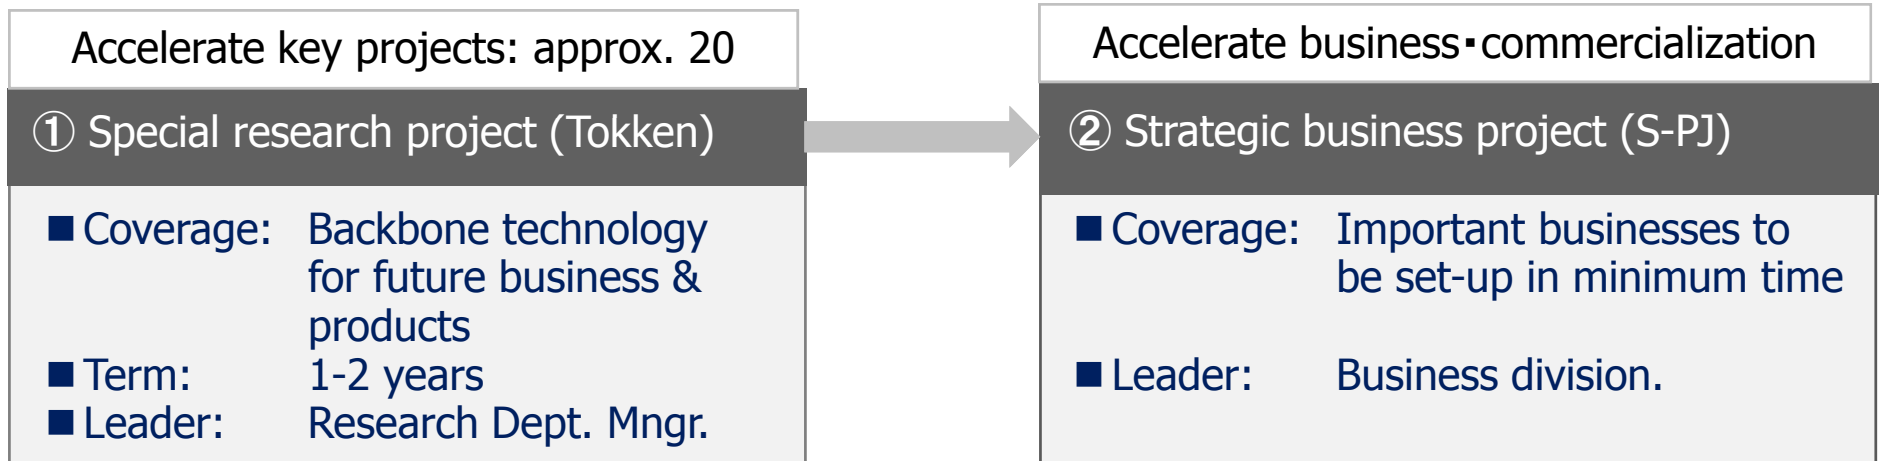 Accelerate key projects: approx. 20
① Special research project (Tokken)
■ Coverage: Backbone technology
for future business &
products
■ Term: 1-2 years
■ Leader: Research Dept. Mngr.
Accelerate business▪commercialization
② Strategic business project (S-PJ)
■ Coverage: Important businesses to
be set-up in minimum time
■ Leader: Business division.